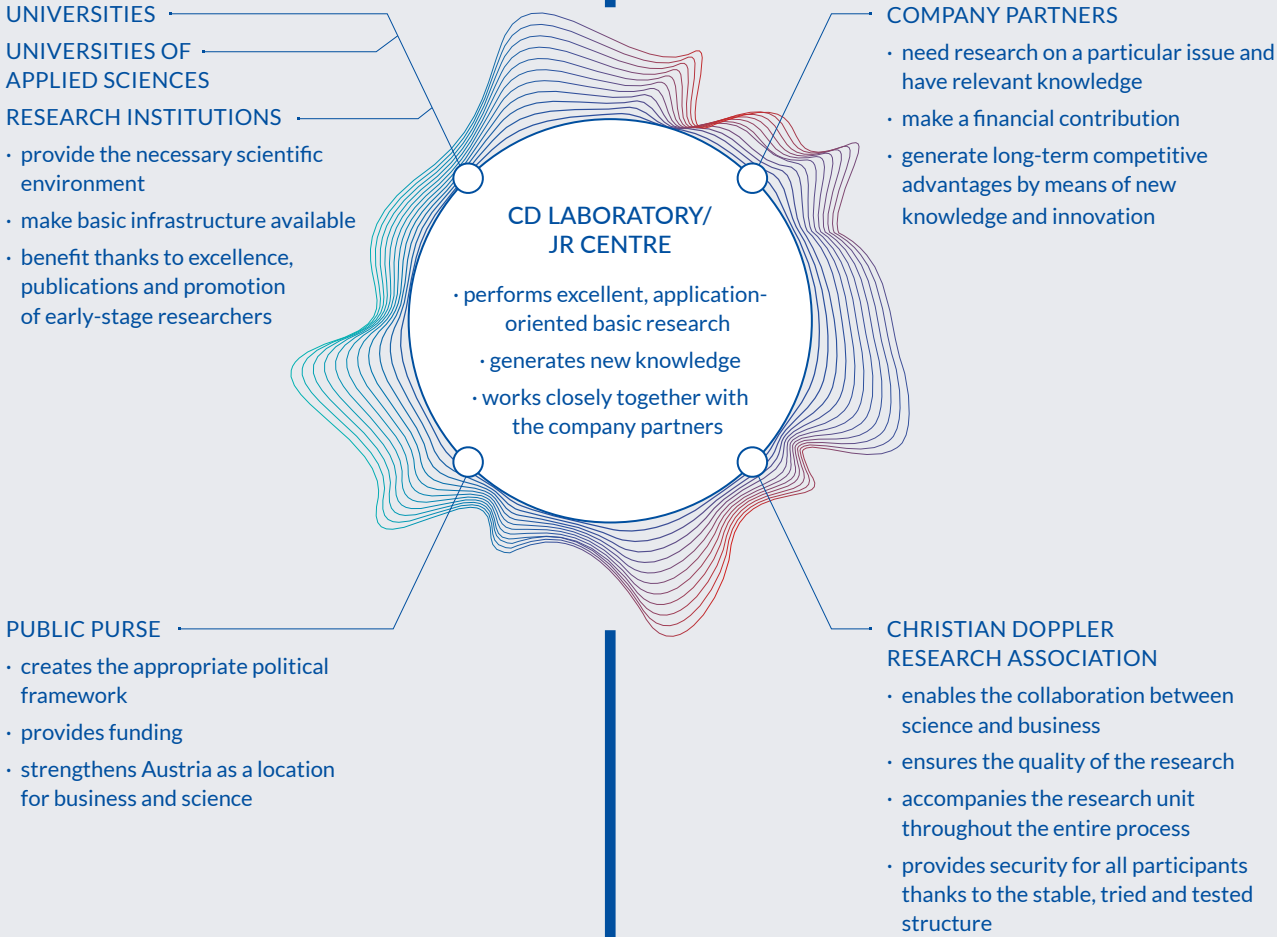 UNIVERSITIES
UNIVERSITIES OF
APPLIED SCIENCES
RESEARCH INSTITUTIONS
· provide the necessary scientific
environment
· make basic infrastructure available
· benefit thanks to excellence,
publications and promotion
of early-stage researchers
COMPANY PARTNERS
· need research on a particular issue and
have relevant knowledge
· make a financial contribution
· generate long-term competitive
advantages by means of new
knowledge and innovation
CD LABORATORY/
JR CENTRE
· performs excellent, application-
oriented basic research
· generates new knowledge
· works closely together with
the company partners
PUBLIC PURSE
· creates the appropriate political
framework
· provides funding
· strengthens Austria as a location
for business and science
CHRISTIAN DOPPLER
RESEARCH ASSOCIATION
· enables the collaboration between
science and business
· ensures the quality of the research
· accompanies the research unit
throughout the entire process
· provides security for all participants
thanks to the stable, tried and tested
structure